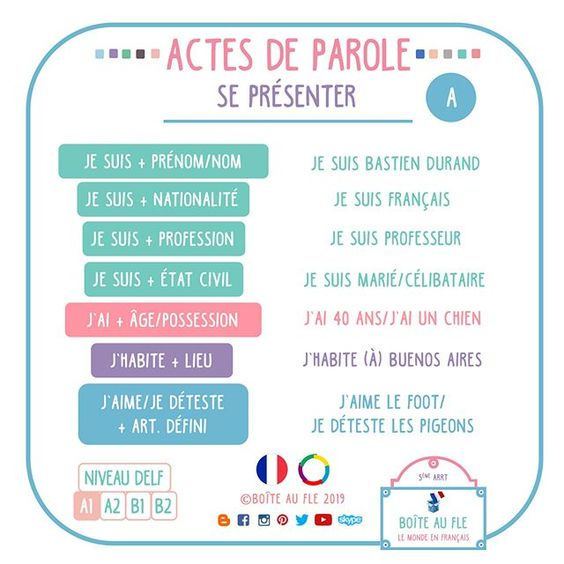 ACTES DE PAROLE
SE PRÉSENTER
A
JE SUIS + PRÉNOM/NOM
JE SUIS BASTIEN DURAND
JE SUIS + NATIONALITÉ
JE SUIS FRANÇAIS
JE SUIS + PROFESSION
JE SUIS PROFESSEUR
JE SUIS + ÉTAT CIVIL
JE SUIS MARIÉ/CÉLIBATAIRE
J'AI + ÂGE/POSSESSION
J'AI 40 ANS/J'AI UN CHIEN
J'HABITE + LIEU
J'HABITE (À) BUENOS AIRES
J'AIME/JE DÉTESTE
+ ART. DÉFINI
J'AIME LE FOOT/
JE DÉTESTE LES PIGEONS
NIVEAU DELF
A1 A2 B1 B2
©BOÎTE AU FLE 2019
skype
5ÈME ARRT
BOÎTE AU FLE
LE MONDE EN FRANÇAIS